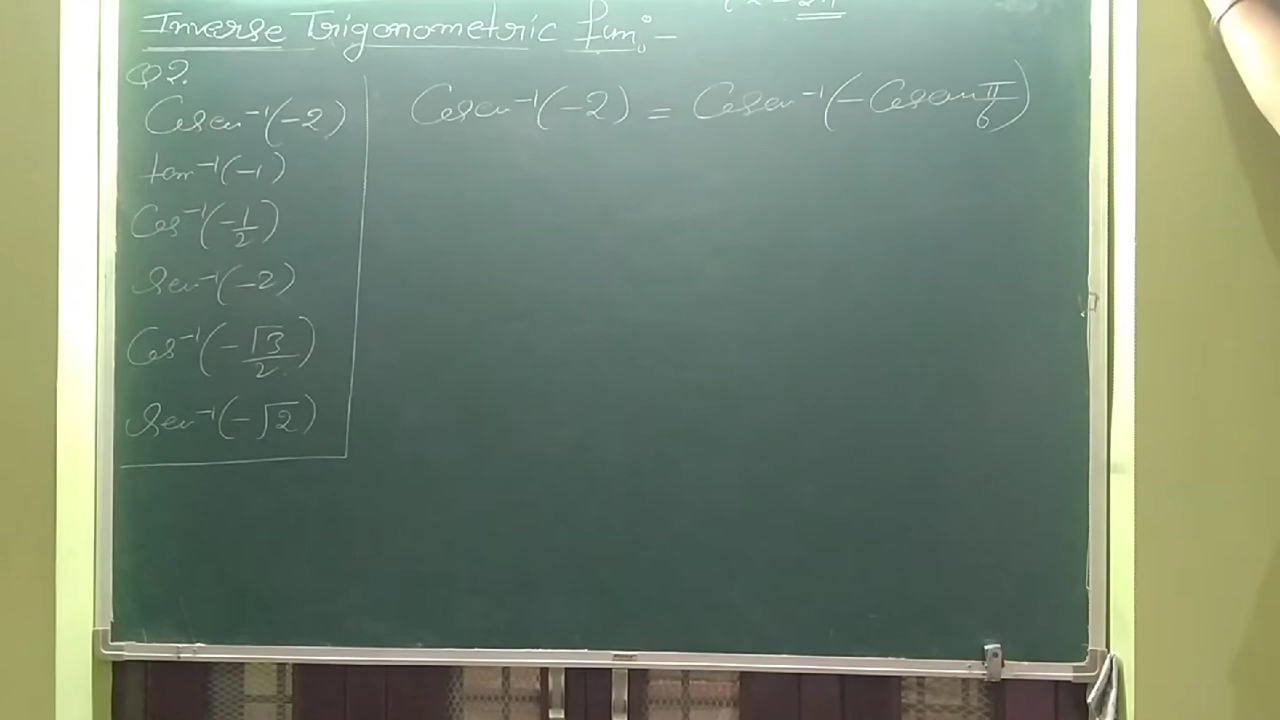 Inverse Trigonometric fun:-
Q2.
Cosec⁻¹(-2)
tan⁻¹(-1)
Cos⁻¹(-1/2)
Sec⁻¹(-2)
Cos⁻¹(-√3/2)
Sec⁻¹(-√2)
Cosec⁻¹(-2) = Cosec⁻¹(-Cosec π/6)